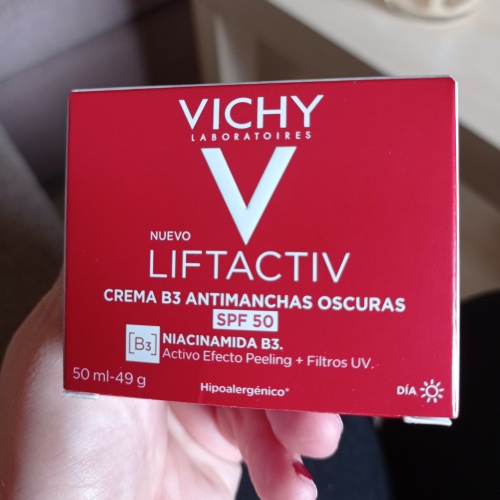 VICHY
LABORATOIRES
V
NUEVO
LIFTACTIV
CREMA B3 ANTIMANCHAS OSCURAS
SPF 50
[B3] NIACINAMIDA B3.
Activo Efecto Peeling + Filtros UV.
50 ml-49 g
Hipoalergénico*
DÍA